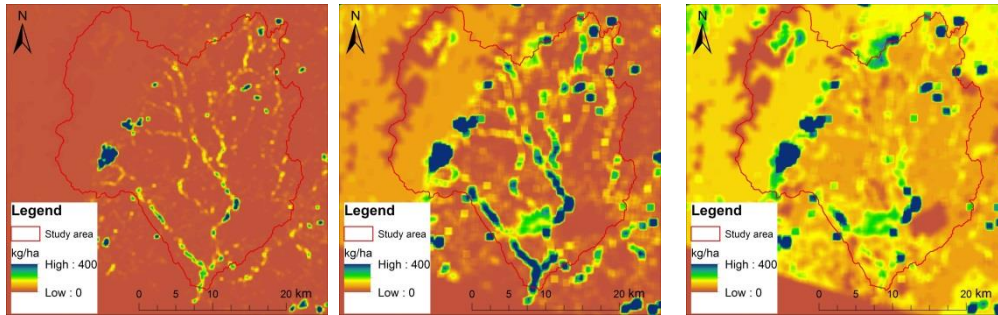 N
Legend
Study area
kg/ha
High : 400
Low : 0
0 5 10 20 km
N
Legend
Study area
kg/ha
High : 400
Low : 0
0 5 10 20 km
N
Legend
Study area
kg/ha
High : 400
Low : 0
0 5 10 20 km